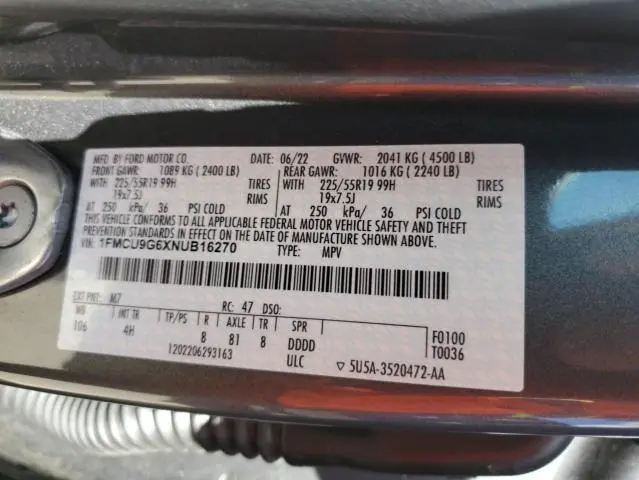 MFD BY FORD MOTOR CO. DATE: 06/22 GVWR: 2041 KG ( 4500 LB)
FRONT GAWR: 1089 KG ( 2400 LB) REAR GAWR: 1016 KG ( 2240 LB)
WITH 225/55R19 99H TIRES WITH 225/55R19 99H TIRES
19x7.5J RIMS 19x7.5J RIMS
AT 250 kPa/ 36 PSI COLD AT 250 kPa/ 36 PSI COLD
THIS VEHICLE CONFORMS TO ALL APPLICABLE FEDERAL MOTOR VEHICLE SAFETY AND THEFT
PREVENTION STANDARDS IN EFFECT ON THE DATE OF MANUFACTURE SHOWN ABOVE.
VIN: 1FMCU9G6XNUB16270 TYPE: MPV
EXT PNT: M7 RC: 47 DSO:
WB INT TR TP/PS R AXLE TR SPR F0100
106 4H 8 81 8 DDDD T0036
1202206293163 ULC ▽ 5U5A-3520472-AA